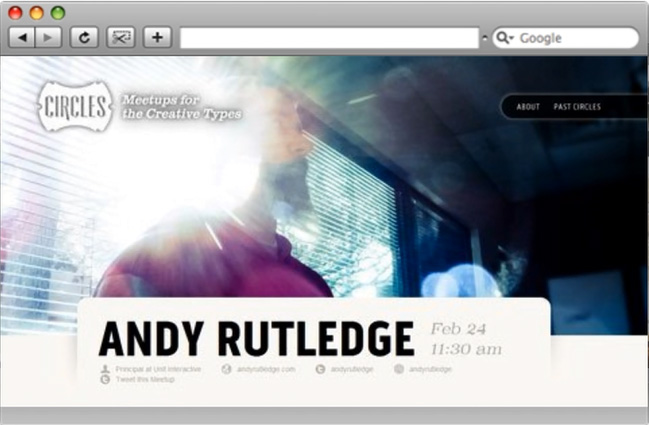 Google
CIRCLES
Meetups for
the Creative Types
ABOUT PAST CIRCLES
ANDY RUTLEDGE
Feb 24
11:30 am
Principal at Unit Interactive andyrutledge.com andyrutledge andyrutledge
Tweet this Meetup